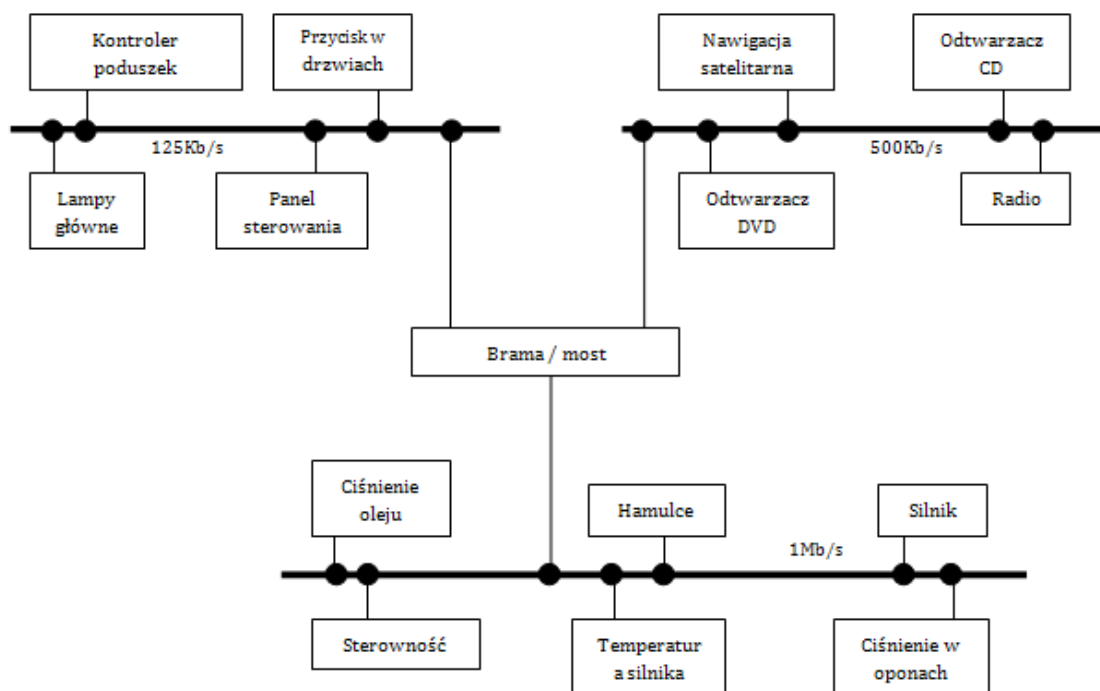 Kontroler
poduszek
Przycisk w
drzwiach
Nawigacja
satelitarna
Odtwarzacz
CD
125Kb/s
500Kb/s
Lampy
główne
Panel
sterowania
Odtwarzacz
DVD
Radio
Brama / most
Ciśnienie
oleju
Hamulce
Silnik
1Mb/s
Sterowność
Temperatur
a silnika
Ciśnienie w
oponach